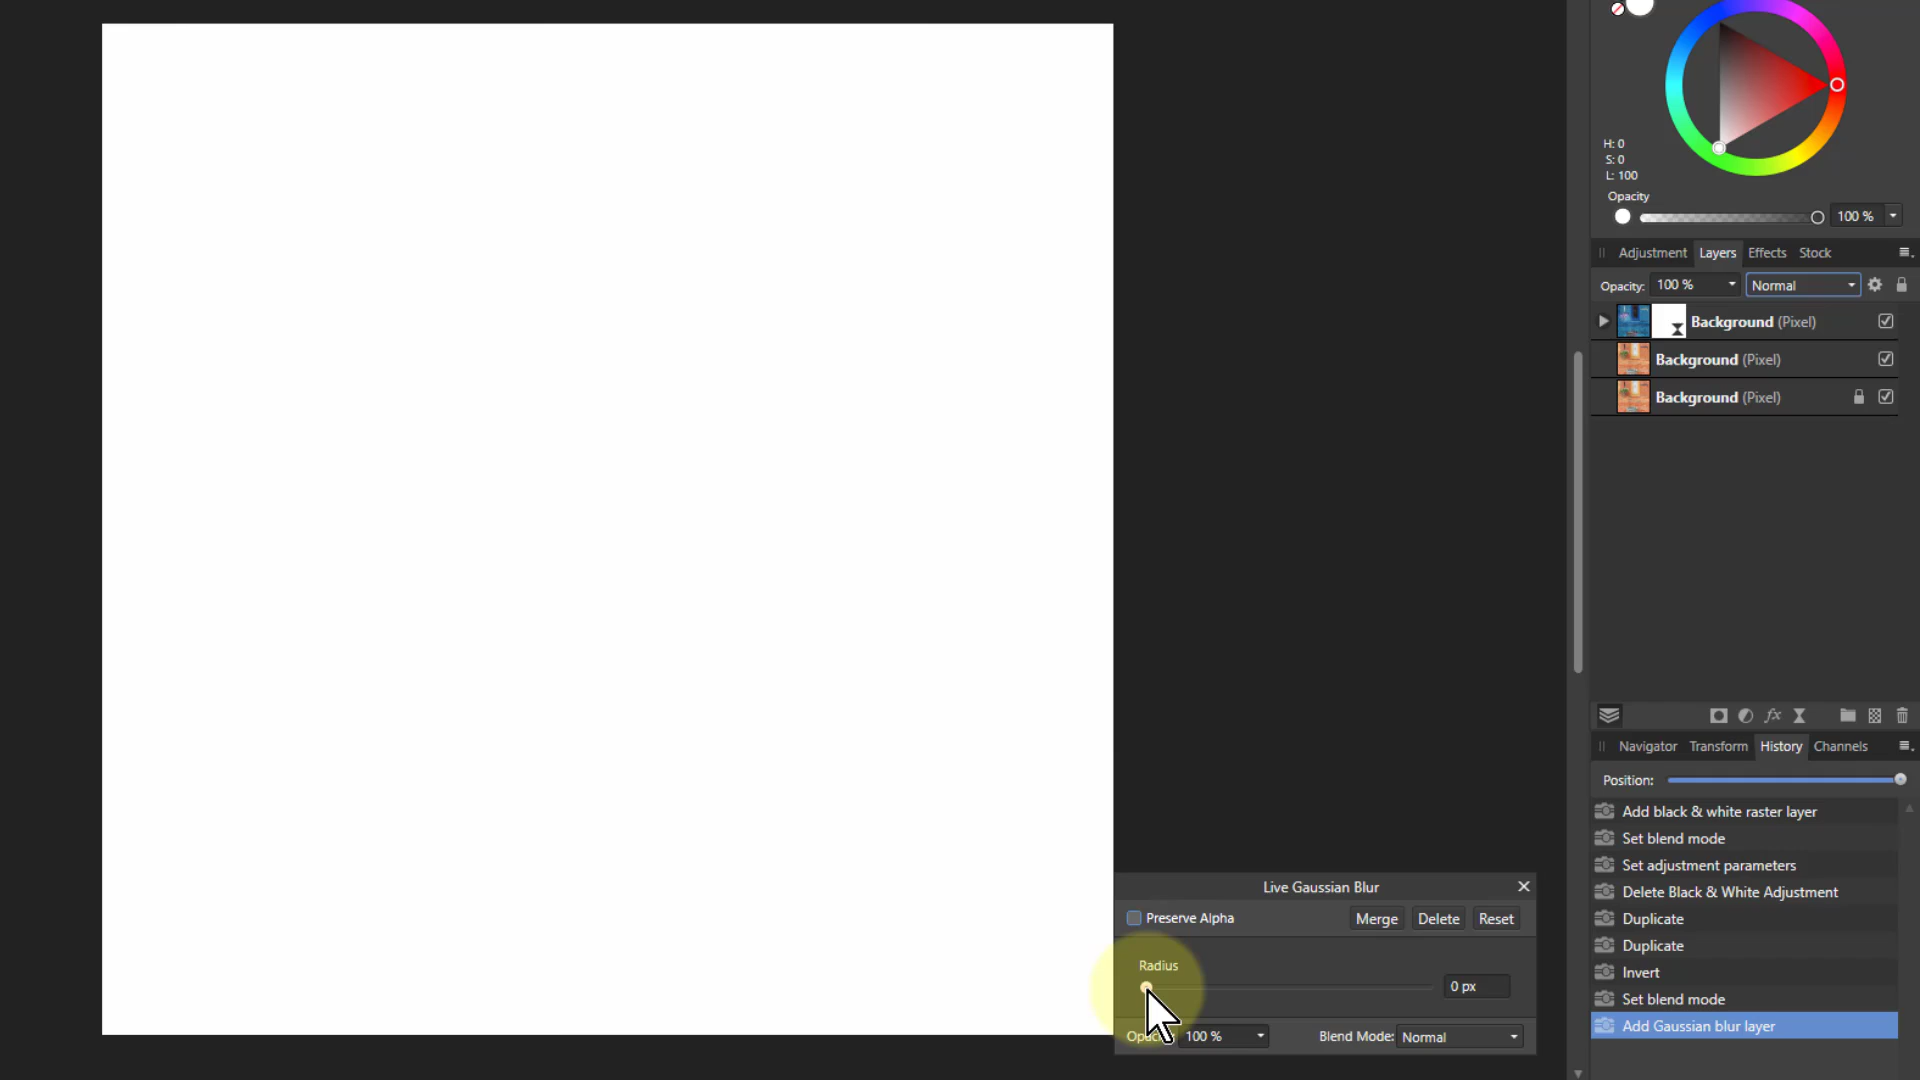 H: 0
S: 0
L: 100
Opacity
100 %
Adjustment Layers Effects Stock
Opacity: 100 % Normal
Background (Pixel)
Background (Pixel)
Background (Pixel)
fx
Navigator Transform History Channels
Position:
Add black & white raster layer
Set blend mode
Set adjustment parameters
Delete Black & White Adjustment
Duplicate
Duplicate
Invert
Set blend mode
Add Gaussian blur layer
Live Gaussian Blur
Preserve Alpha Merge Delete Reset
Radius
0 px
Opacity 100 % Blend Mode: Normal